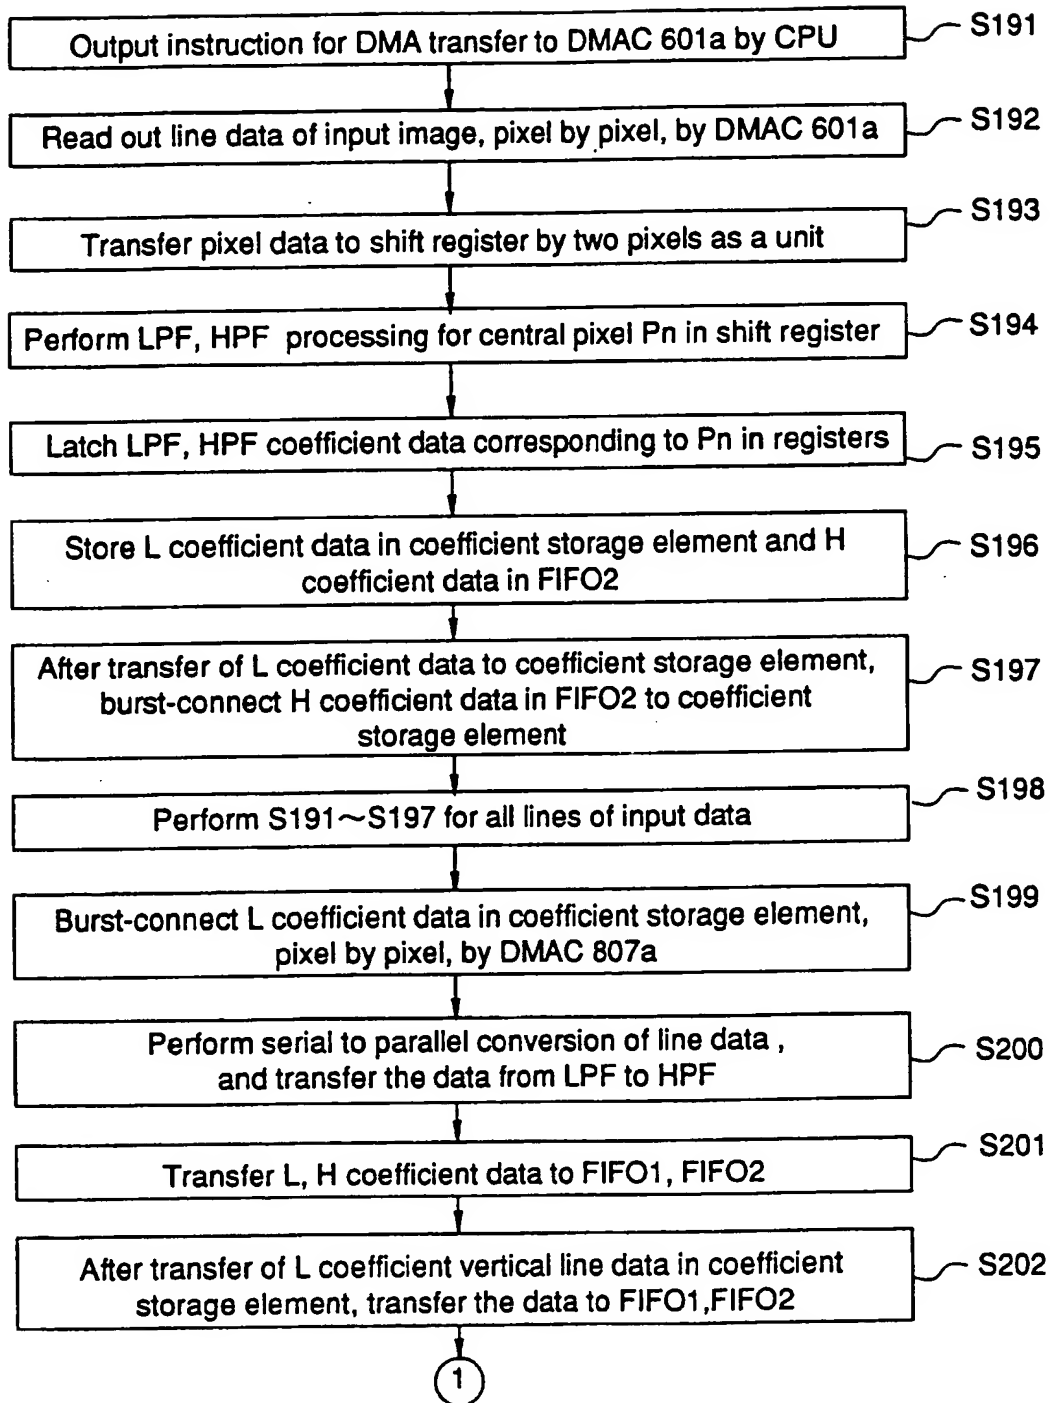 Output instruction for DMA transfer to DMAC 601a by CPU
S191
Read out line data of input image, pixel by pixel, by DMAC 601a
S192
Transfer pixel data to shift register by two pixels as a unit
S193
Perform LPF, HPF processing for central pixel Pn in shift register
S194
Latch LPF, HPF coefficient data corresponding to Pn in registers
S195
Store L coefficient data in coefficient storage element and H
coefficient data in FIFO2
S196
After transfer of L coefficient data to coefficient storage element,
burst-connect H coefficient data in FIFO2 to coefficient
storage element
S197
Perform S191~S197 for all lines of input data
S198
Burst-connect L coefficient data in coefficient storage element,
pixel by pixel, by DMAC 807a
S199
Perform serial to parallel conversion of line data ,
and transfer the data from LPF to HPF
S200
Transfer L, H coefficient data to FIFO1, FIFO2
S201
After transfer of L coefficient vertical line data in coefficient
storage element, transfer the data to FIFO1,FIFO2
S202
1